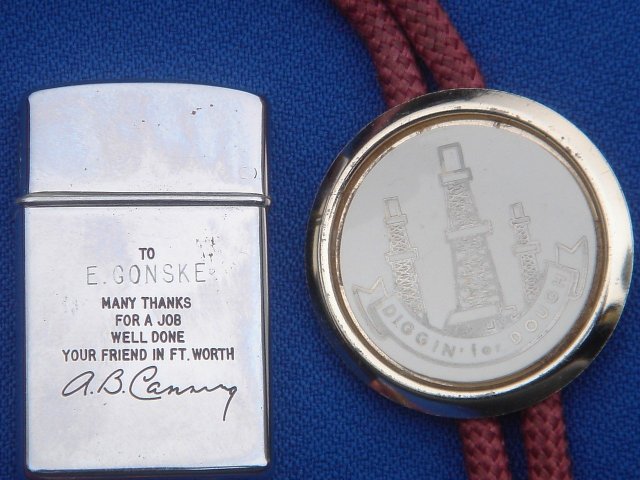 TO
E. GONSKE
MANY THANKS
FOR A JOB
WELL DONE
YOUR FRIEND IN FT. WORTH
A.B. Canning
DIGGIN' for DOUGH